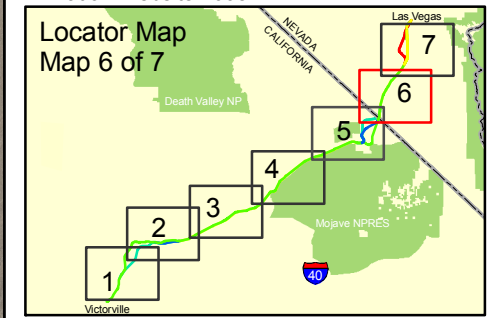 Locator Map
Map 6 of 7
Las Vegas
NEVADA
CALIFORNIA
Death Valley NP
7
6
5
4
3
2
1
Mojave NPRES
40
Victorville